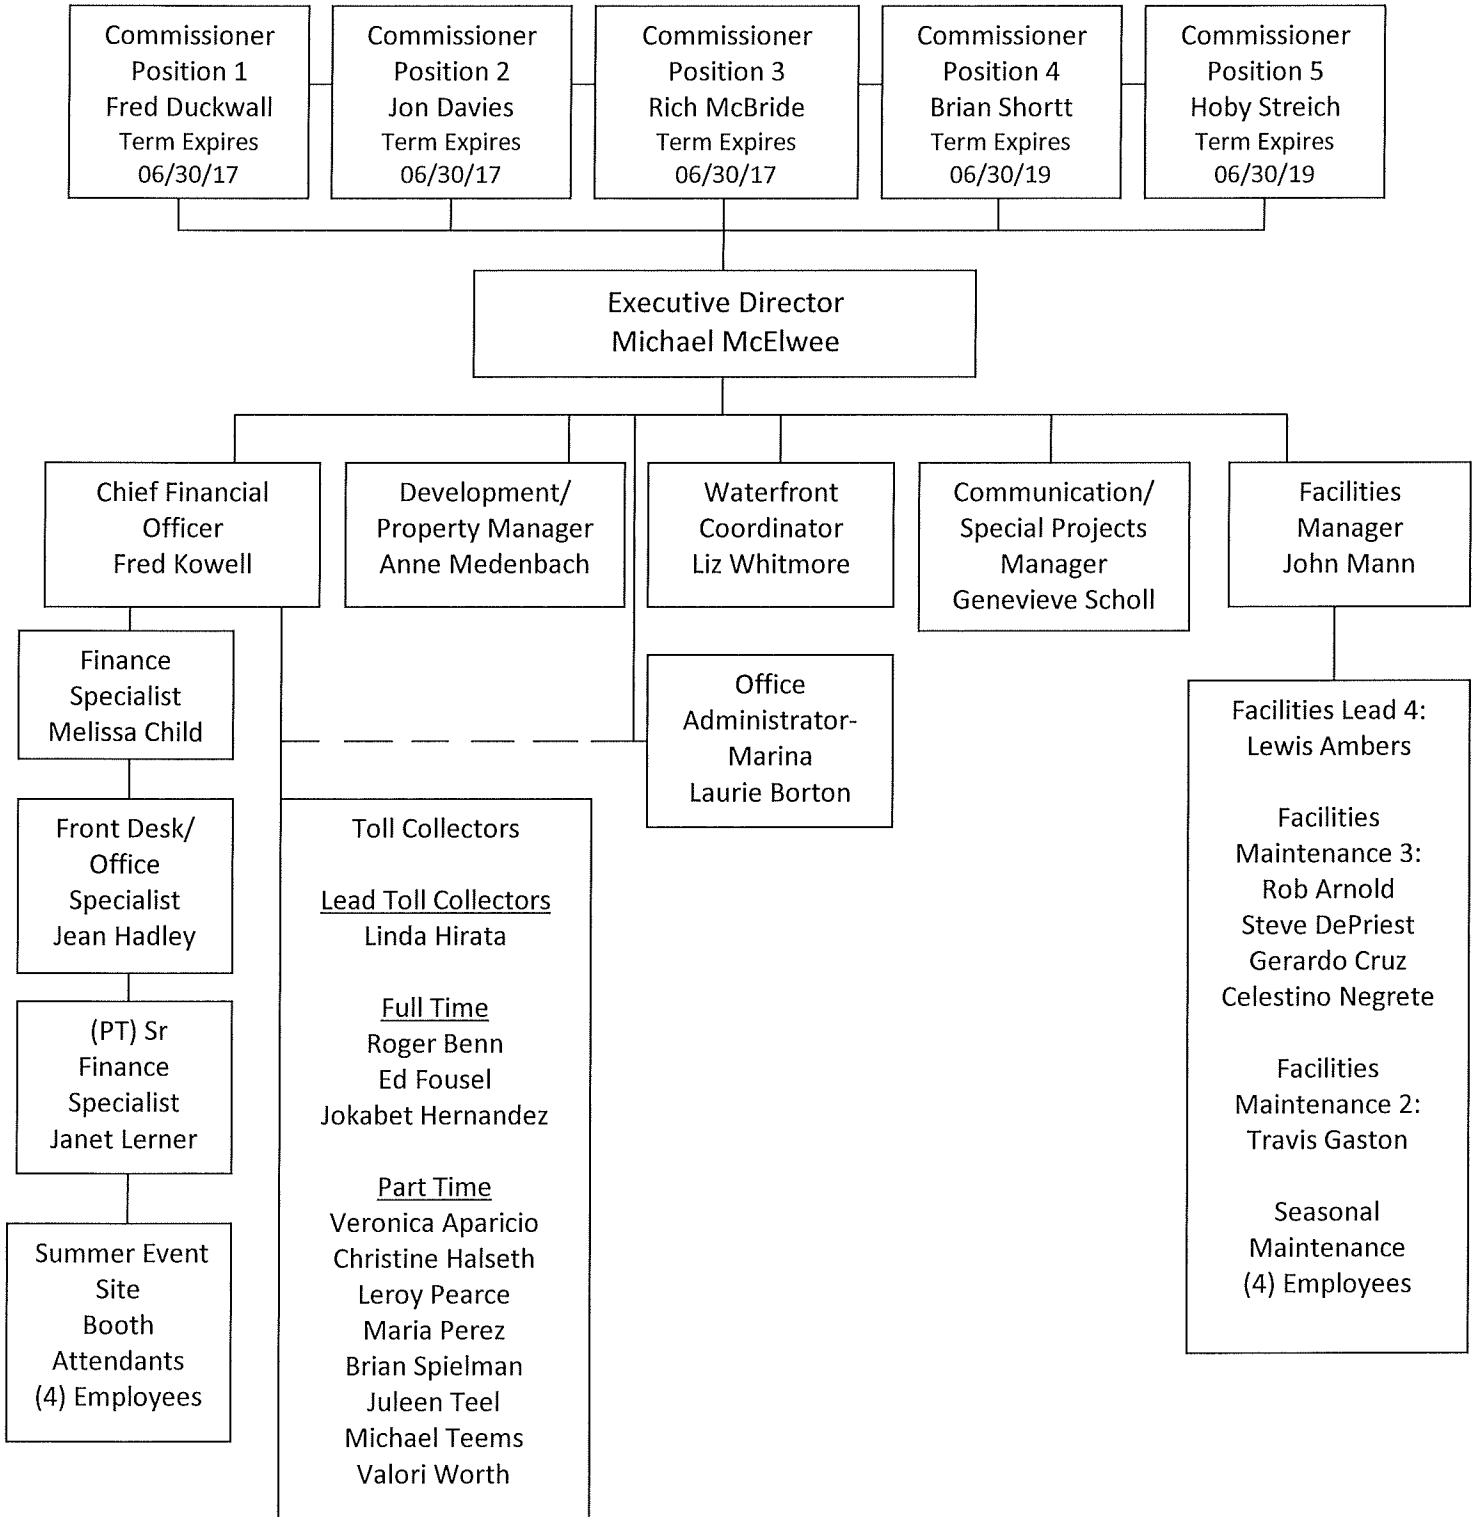 Commissioner
Position 1
Fred Duckwall
Term Expires
06/30/17
Commissioner
Position 2
Jon Davies
Term Expires
06/30/17
Commissioner
Position 3
Rich McBride
Term Expires
06/30/17
Commissioner
Position 4
Brian Shortt
Term Expires
06/30/19
Commissioner
Position 5
Hoby Streich
Term Expires
06/30/19
Executive Director
Michael McElwee
Chief Financial
Officer
Fred Kowell
Development/
Property Manager
Anne Medenbach
Waterfront
Coordinator
Liz Whitmore
Communication/
Special Projects
Manager
Genevieve Scholl
Facilities
Manager
John Mann
Finance
Specialist
Melissa Child
Office
Administrator-
Marina
Laurie Borton
Front Desk/
Office
Specialist
Jean Hadley
(PT) Sr
Finance
Specialist
Janet Lerner
Summer Event
Site
Booth
Attendants
(4) Employees
Toll Collectors
Lead Toll Collectors
Linda Hirata
Full Time
Roger Benn
Ed Fousel
Jokabet Hernandez
Part Time
Veronica Aparicio
Christine Halseth
Leroy Pearce
Maria Perez
Brian Spielman
Juleen Teel
Michael Teems
Valori Worth
Facilities Lead 4:
Lewis Ambers
Facilities
Maintenance 3:
Rob Arnold
Steve DePriest
Gerardo Cruz
Celestino Negrete
Facilities
Maintenance 2:
Travis Gaston
Seasonal
Maintenance
(4) Employees